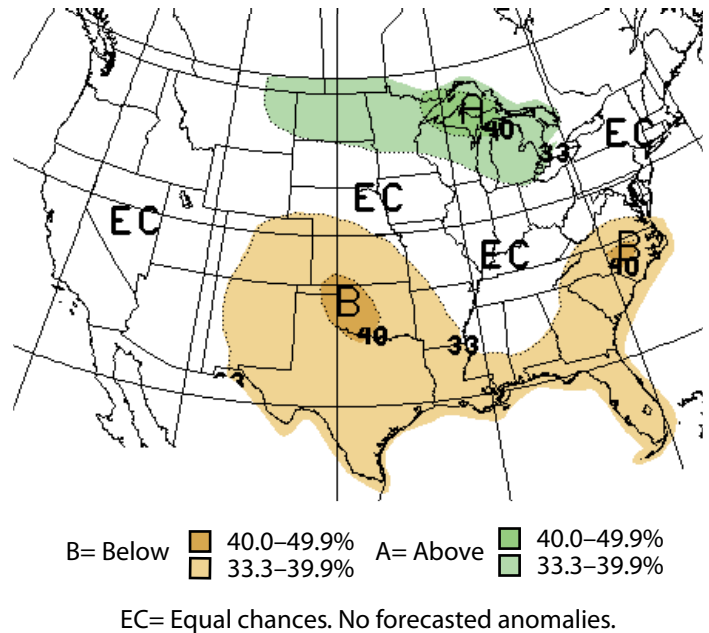 A
40
EC
33
EC
EC
B
EC
40
B
40
33
B= Below
40.0–49.9%
33.3–39.9%
A= Above
40.0–49.9%
33.3–39.9%
EC= Equal chances. No forecasted anomalies.